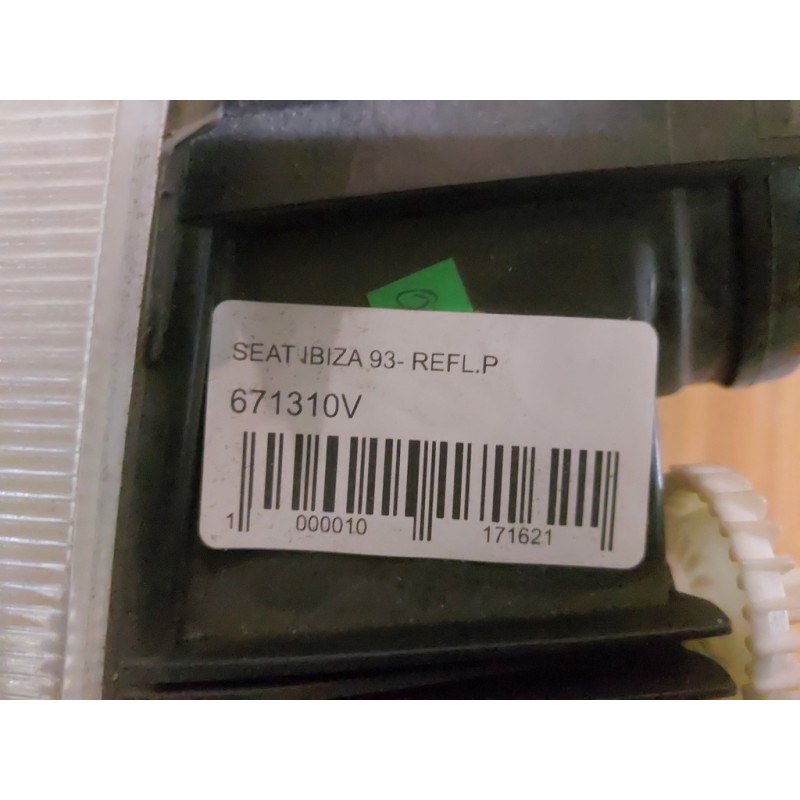 SEAT IBIZA 93- REFL.P
671310V
1 000010 171621